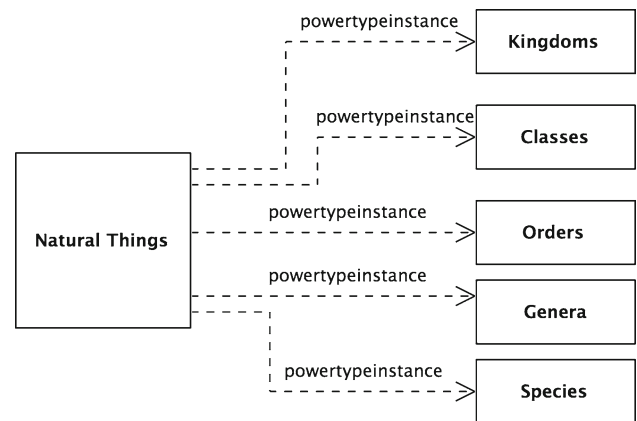 powertypeinstance
Kingdoms
powertypeinstance
Classes
Natural Things
powertypeinstance
Orders
powertypeinstance
Genera
powertypeinstance
Species